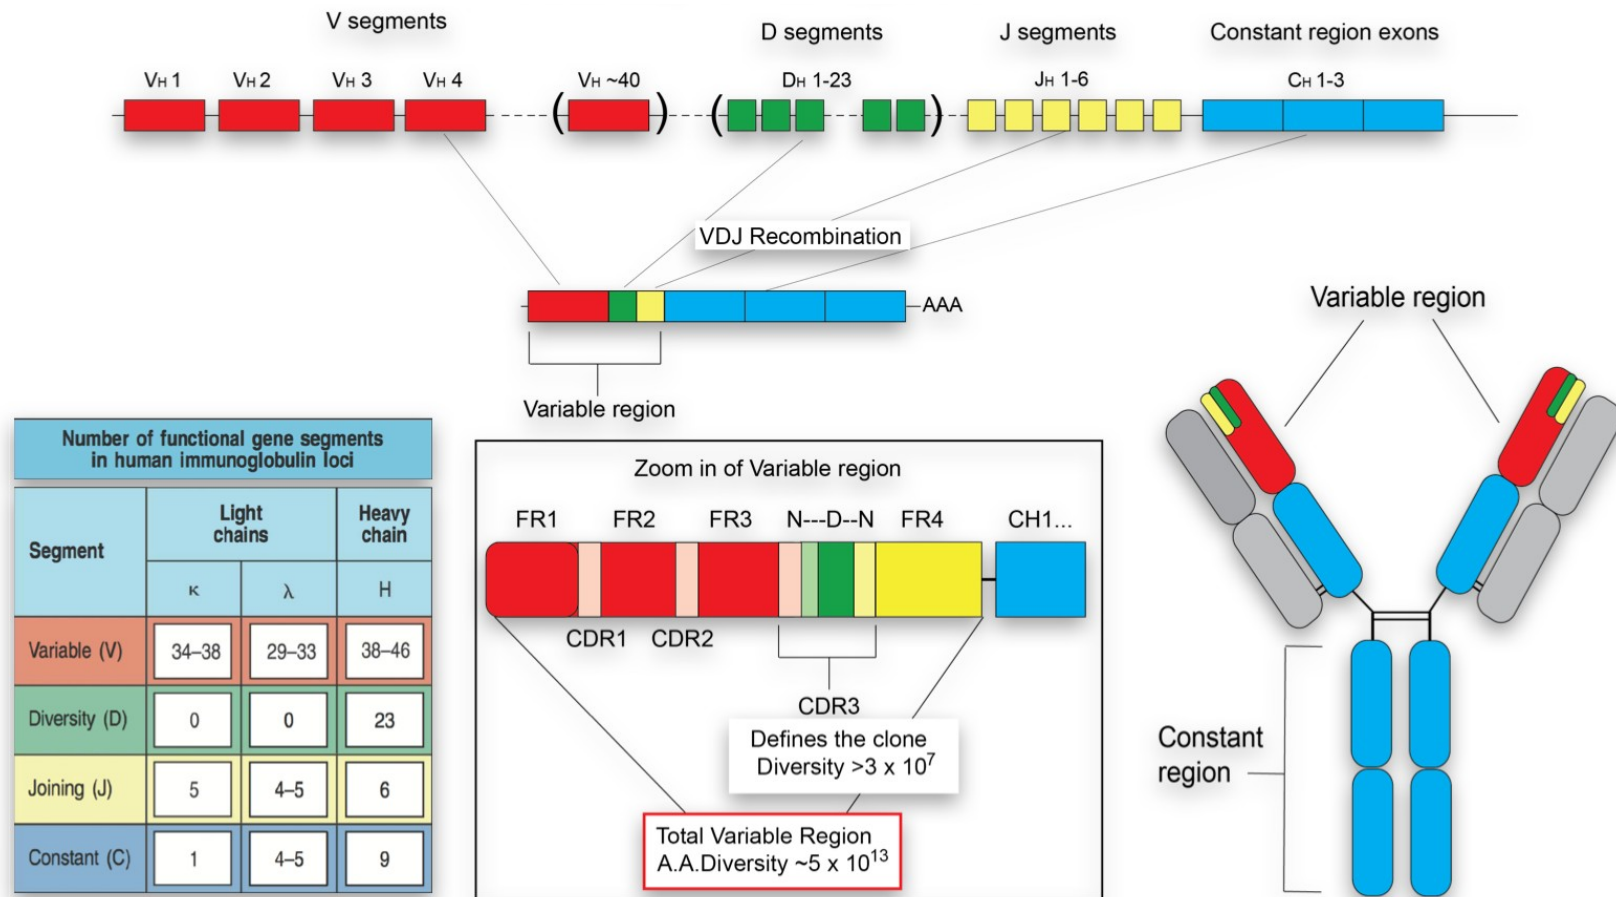 V segments
D segments
J segments
Constant region exons
VH 1
VH 2
VH 3
VH 4
VH ~40
DH 1-23
JH 1-6
CH 1-3
VDJ Recombination
AAA
Variable region
Variable region
Constant
region
Number of functional gene segments
in human immunoglobulin loci
Segment
Light
chains
Heavy
chain
κ
λ
H
Variable (V)
34–38
29–33
38–46
Diversity (D)
0
0
23
Joining (J)
5
4–5
6
Constant (C)
1
4–5
9
Zoom in of Variable region
FR1
FR2
FR3
N---D--N
FR4
CH1...
CDR1
CDR2
CDR3
Defines the clone
Diversity >3 x 10⁷
Total Variable Region
A.A.Diversity ~5 x 10¹³